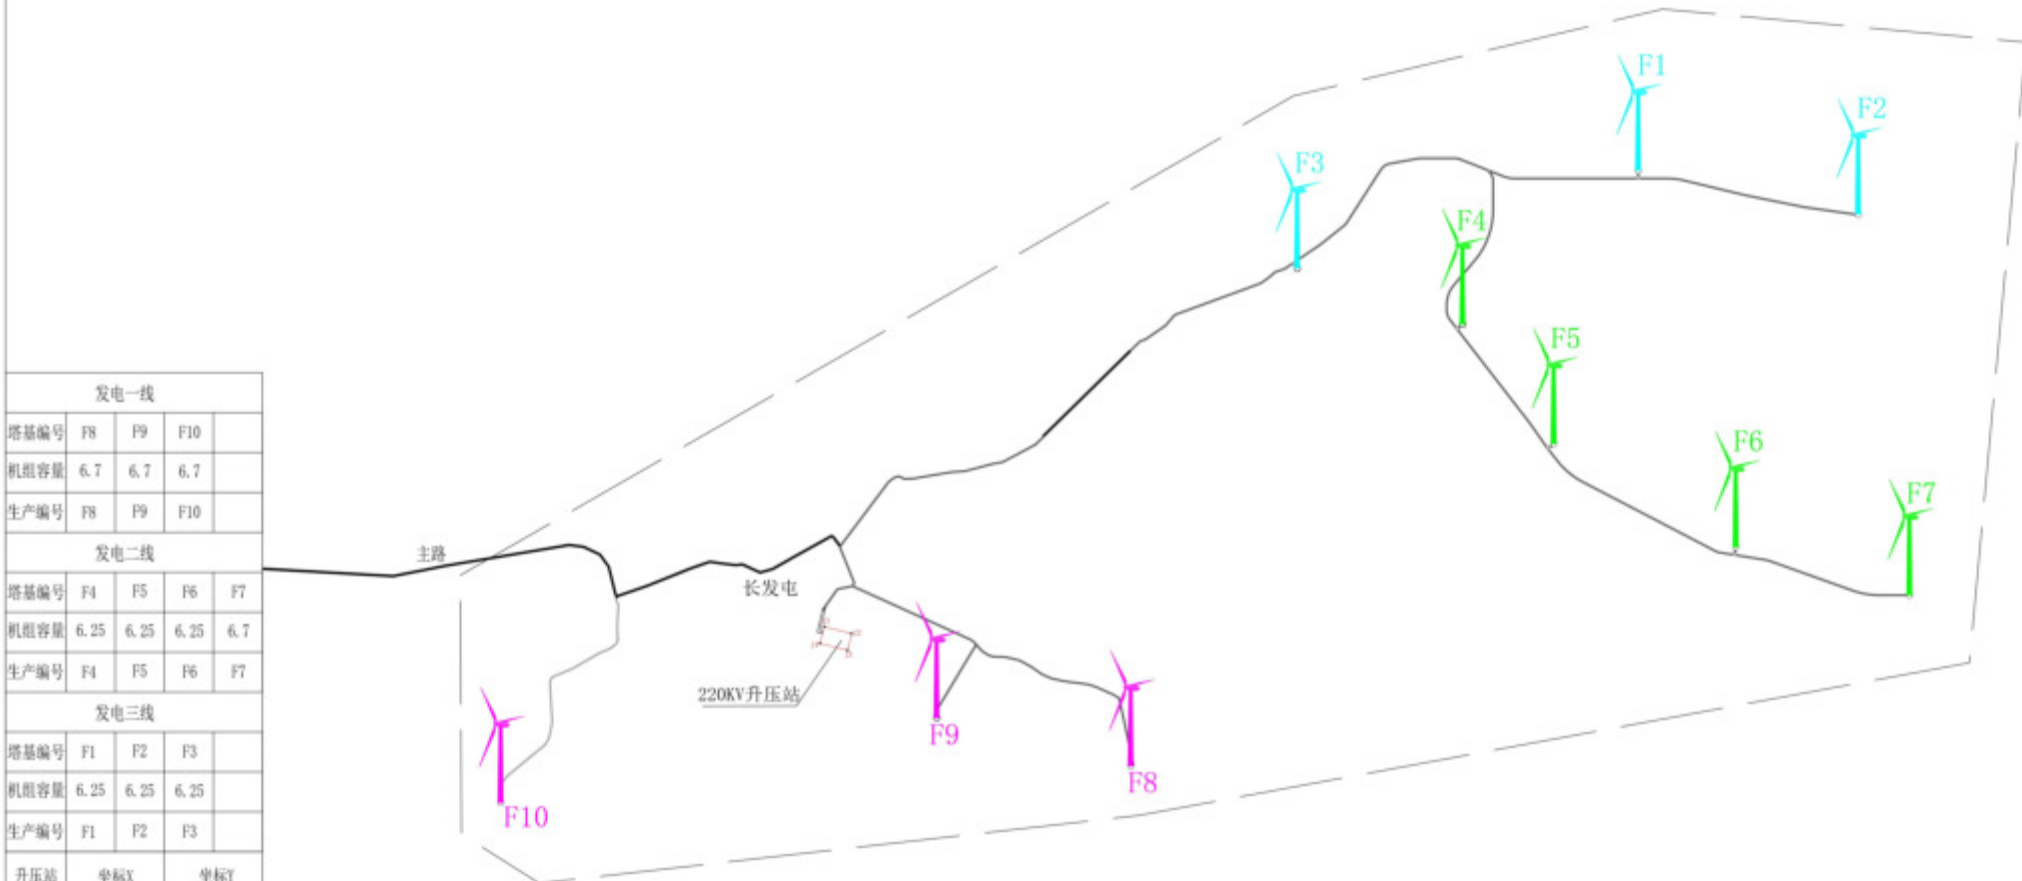 F1
F2
F3
F4
F5
F6
F7
发电一线
塔基编号 F8 F9 F10
机组容量 6.7 6.7 6.7
生产编号 F8 F9 F10
发电二线
塔基编号 F4 F5 F6 F7
机组容量 6.25 6.25 6.25 6.7
生产编号 F4 F5 F6 F7
发电三线
塔基编号 F1 F2 F3
机组容量 6.25 6.25 6.25
生产编号 F1 F2 F3
升压站 坐标X 坐标Y
主路
长发屯
220KV升压站
F9
F8
F10